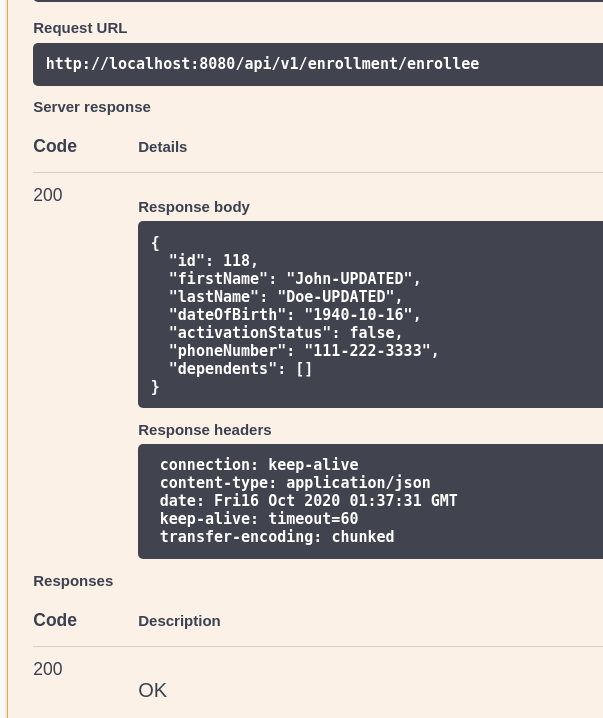 Request URL
http://localhost:8080/api/v1/enrollment/enrollee
Server response
Code Details
200
Response body
{
  "id": 118,
  "firstName": "John-UPDATED",
  "lastName": "Doe-UPDATED",
  "dateOfBirth": "1940-10-16",
  "activationStatus": false,
  "phoneNumber": "111-222-3333",
  "dependents": []
}
Response headers
connection: keep-alive
content-type: application/json
date: Fri16 Oct 2020 01:37:31 GMT
keep-alive: timeout=60
transfer-encoding: chunked
Responses
Code Description
200
OK